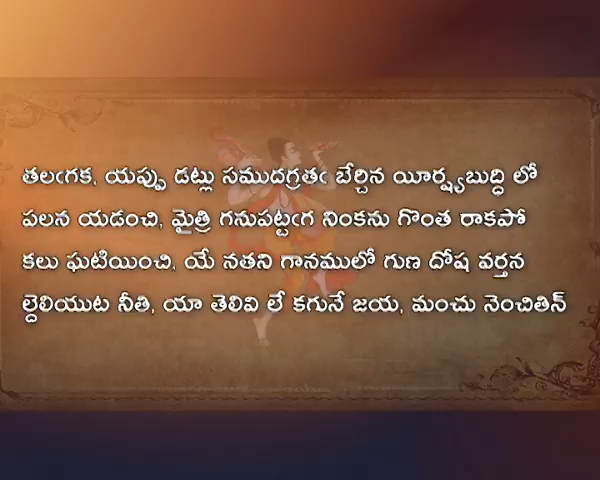 తలఁగక, యప్పు డట్లు సముదగ్రతఁ బేర్చిన యీర్ష్యబుద్ధి లో
పలన యడంచి, మైత్రి గనుపట్టఁగ నింకను గొంత రాకపో
కలు ఘటియించి, యే నతని గానములో గుణ దోష వర్తన
ల్దెలియుట నీతి, యా తెలివి లే కగునే జయ, మంచు నెంచితిన్